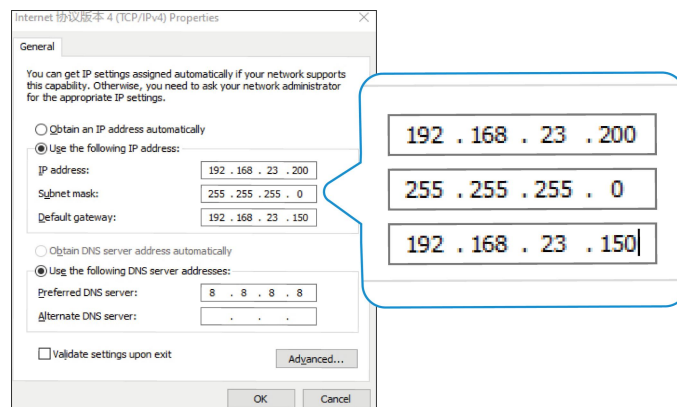 Internet 协议版本 4 (TCP/IPv4) Properties
General
You can get IP settings assigned automatically if your network supports
this capability. Otherwise, you need to ask your network administrator
for the appropriate IP settings.
Obtain an IP address automatically
Use the following IP address:
IP address: 192 . 168 . 23 . 200
Subnet mask: 255 . 255 . 255 . 0
Default gateway: 192 . 168 . 23 . 150
Obtain DNS server address automatically
Use the following DNS server addresses:
Preferred DNS server: 8 . 8 . 8 . 8
Alternate DNS server: . . .
Validate settings upon exit
Advanced...
OK Cancel
192 . 168 . 23 . 200
255 . 255 . 255 . 0
192 . 168 . 23 . 150